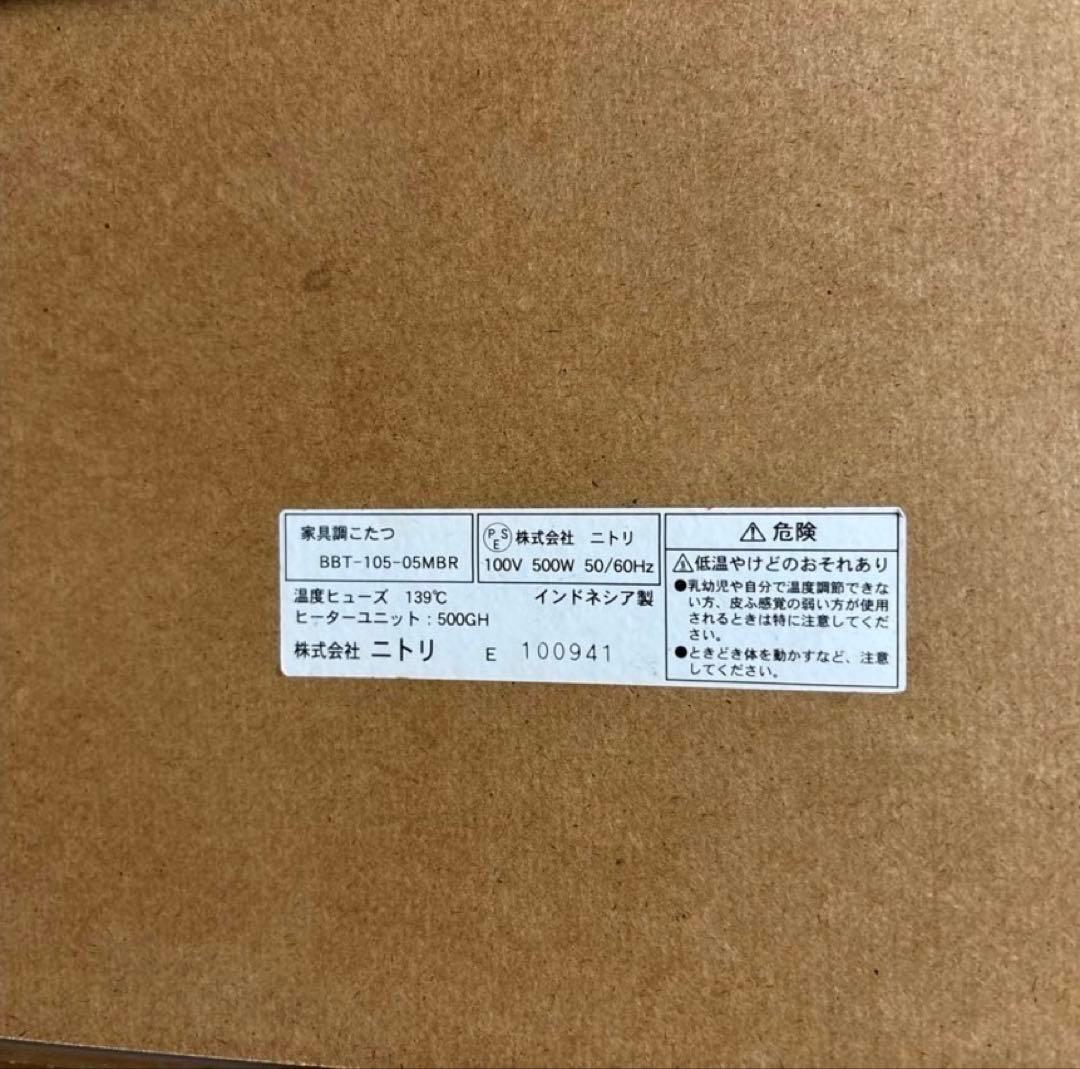 家具調こたつ
BBT-105-05MBR
PSE 株式会社 ニトリ
100V 500W 50/60Hz
温度ヒューズ 139℃
インドネシア製
ヒーターユニット：500GH
株式会社 ニトリ E 100941
⚠ 危険
⚠低温やけどのおそれあり
●乳幼児や自分で温度調節できな
い方、皮ふ感覚の弱い方が使用
されるときは特に注意してくだ
さい。
●ときどき体を動かすなど、注意
してください。